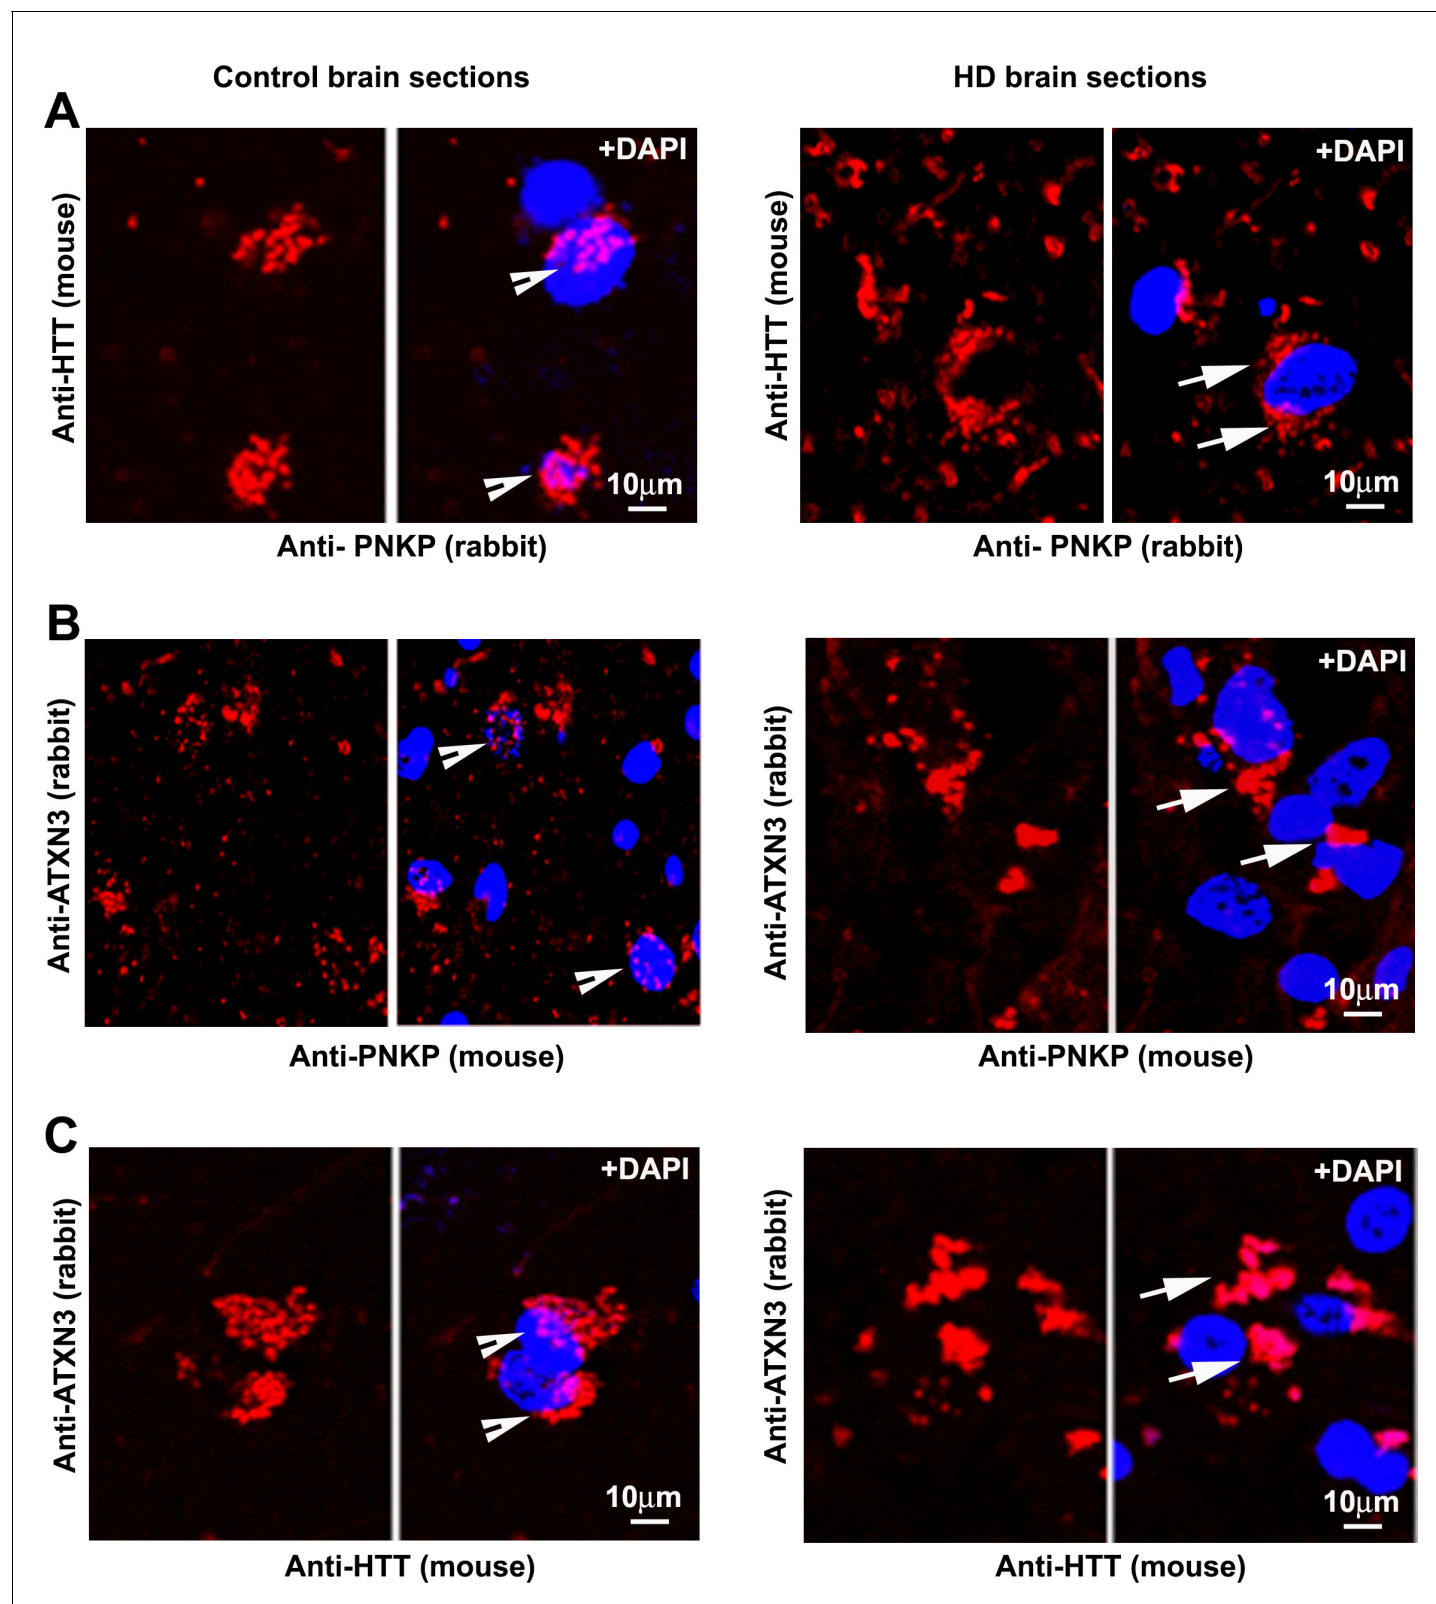 Control brain sections
HD brain sections
A
Anti-HTT (mouse)
+DAPI
10μm
Anti- PNKP (rabbit)
Anti-HTT (mouse)
+DAPI
10μm
Anti- PNKP (rabbit)
B
Anti-ATXN3 (rabbit)
Anti-PNKP (mouse)
Anti-ATXN3 (rabbit)
+DAPI
10μm
Anti-PNKP (mouse)
C
Anti-ATXN3 (rabbit)
+DAPI
10μm
Anti-HTT (mouse)
Anti-ATXN3 (rabbit)
+DAPI
10μm
Anti-HTT (mouse)